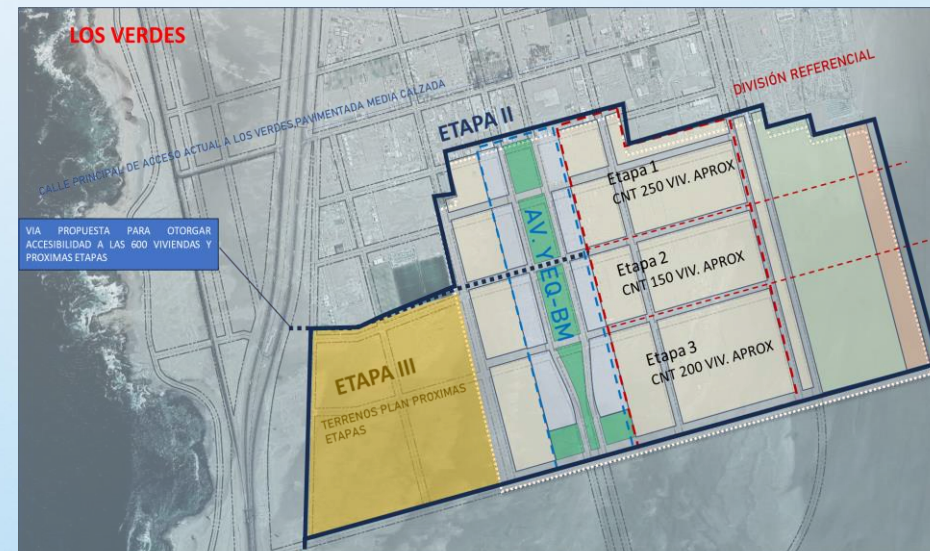 LOS VERDES
DIVISIÓN REFERENCIAL
CALLE PRINCIPAL DE ACCESO ACTUAL A LOS VERDES,PAVIMENTADA MEDIA CALZADA
ETAPA II
Etapa 1
CNT 250 VIV. APROX
VIA PROPUESTA PARA OTORGAR
ACCESIBILIDAD A LAS 600 VIVIENDAS Y
PROXIMAS ETAPAS
AV. Y EQ-BM
Etapa 2
CNT 150 VIV. APROX
Etapa 3
CNT 200 VIV. APROX
ETAPA III
TERRENOS PLAN PROXIMAS
ETAPAS